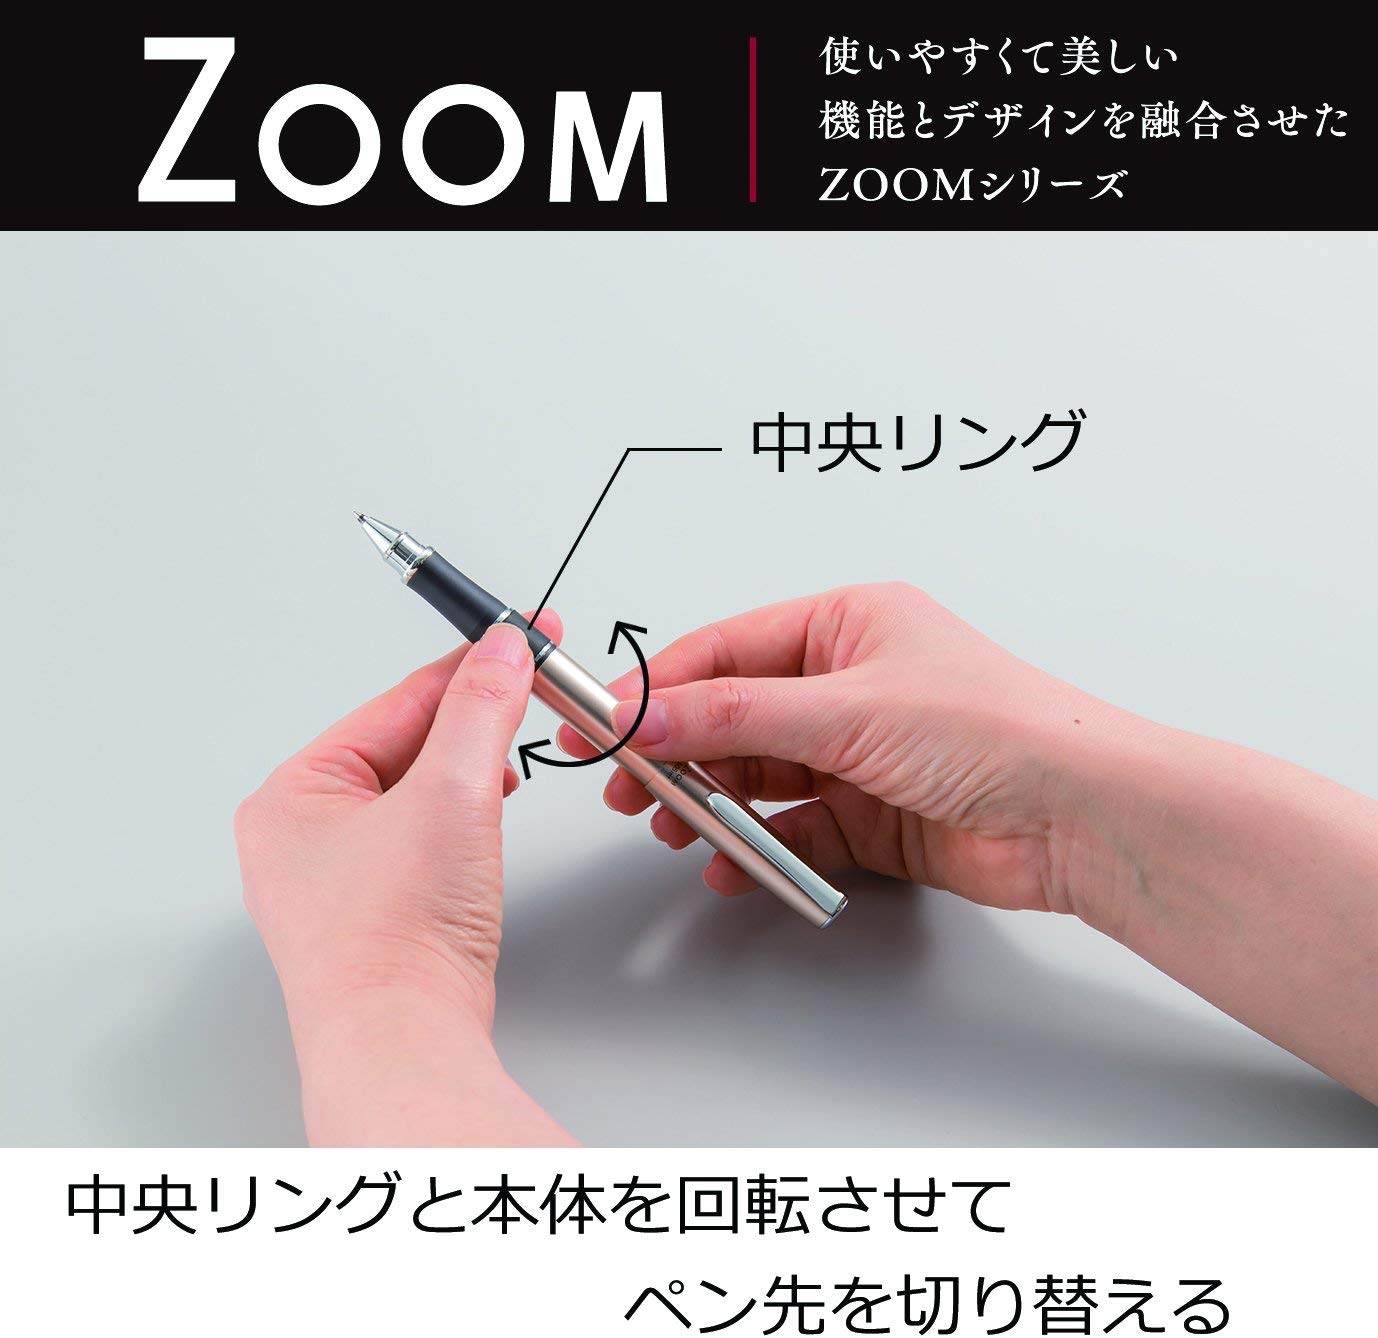 ZOOM
使いやすくて美しい
機能とデザインを融合させた
ZOOMシリーズ
中央リング
ZOOM
中央リングと本体を回転させて
ペン先を切り替える